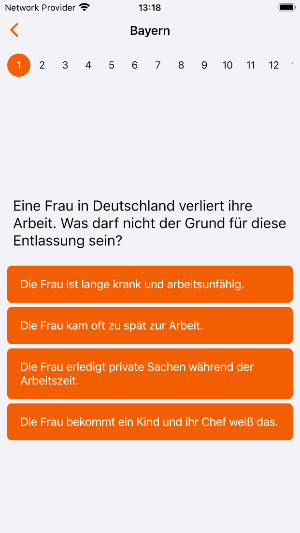 Network Provider 13:18
Bayern
1 2 3 4 5 6 7 8 9 10 11 12
Eine Frau in Deutschland verliert ihre
Arbeit. Was darf nicht der Grund für diese
Entlassung sein?
Die Frau ist lange krank und arbeitsunfähig.
Die Frau kam oft zu spät zur Arbeit.
Die Frau erledigt private Sachen während der
Arbeitszeit.
Die Frau bekommt ein Kind und ihr Chef weiß das.